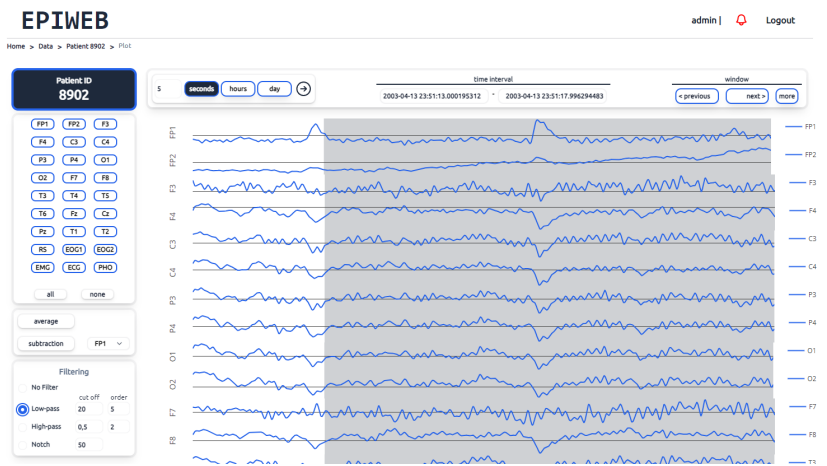 EPIWEB
admin | Logout
Home > Data > Patient 8902 > Plot
Patient ID
8902
5 seconds hours day
time interval
2003-04-13 23:51:13.000195312 - 2003-04-13 23:51:17.996294483
window
< previous next > more
FP1 FP2 F3
F4 C3 C4
P3 P4 O1
O2 F7 F8
T3 T4 T5
T6 Fz Cz
Pz T1 T2
RS EOG1 EOG2
EMG ECG PHO
all none
average
subtraction FP1
Filtering
No Filter
cut off order
Low-pass 20 5
High-pass 0,5 2
Notch 50
FP1 FP1
FP2 FP2
F3 F3
F4 F4
C3 C3
C4 C4
P3 P3
P4 P4
O1 O1
O2 O2
F7 F7
F8 F8
T3